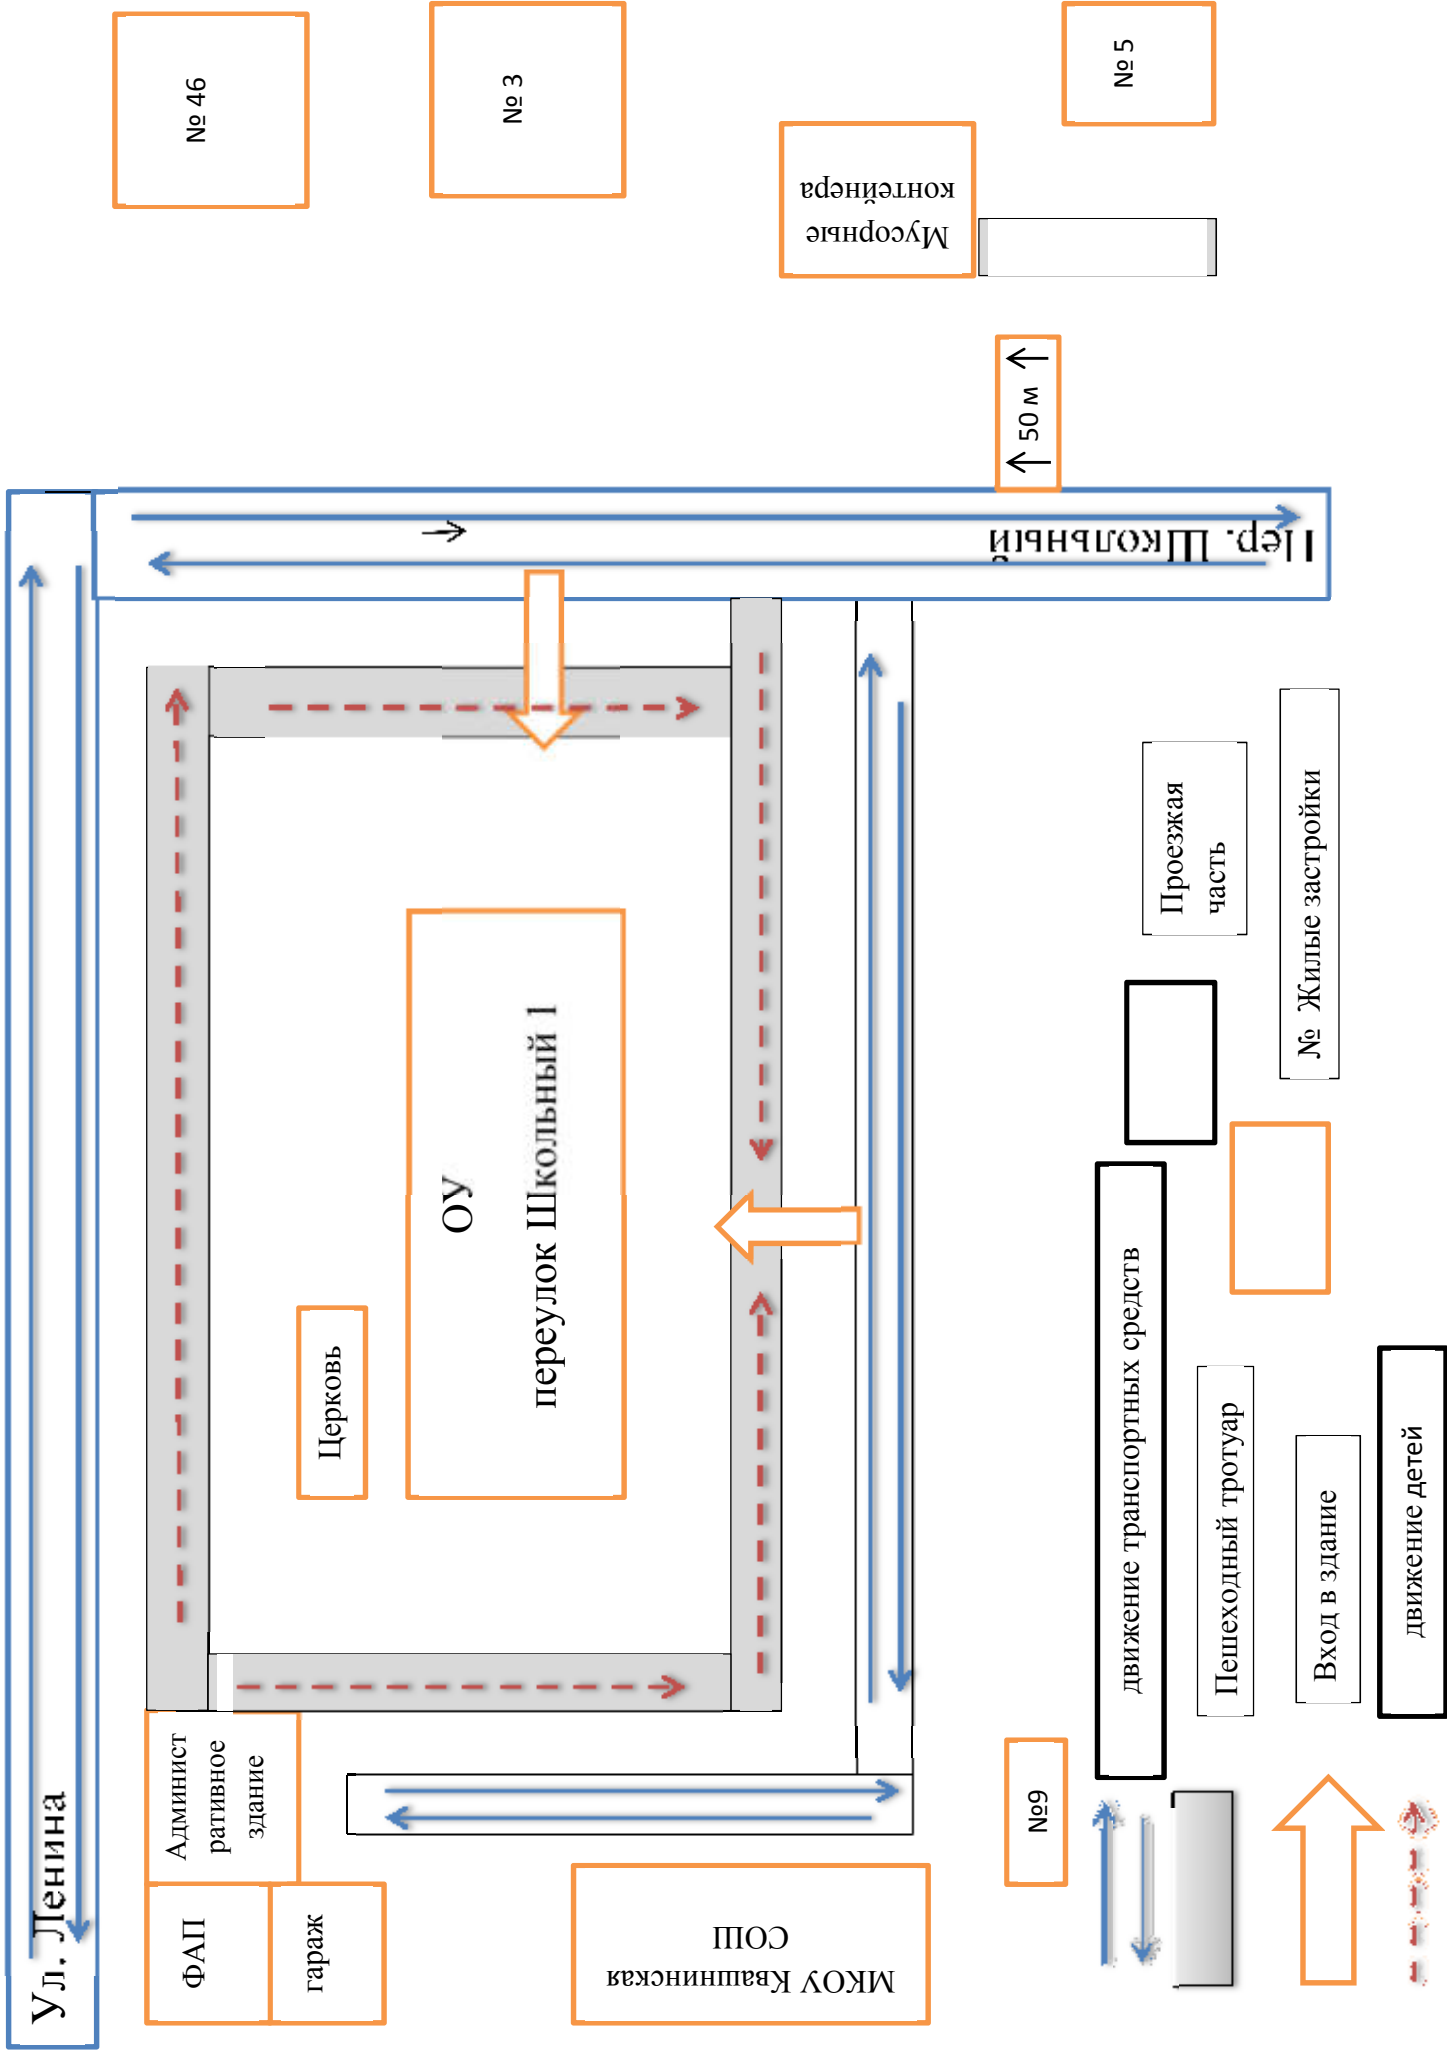 Ул. Ленина
ФАП
гараж
Админист
ративное
здание
Церковь
ОУ
переулок Школьный 1
МКОУ Квашнинская
СОШ
Пер. Школьный
№ 46
№ 3
Мусорные
контейнера
№ 5
50 м
№9
движение транспортных средств
Проезжая
часть
Пешеходный тротуар
№ Жилые застройки
Вход в здание
движение детей